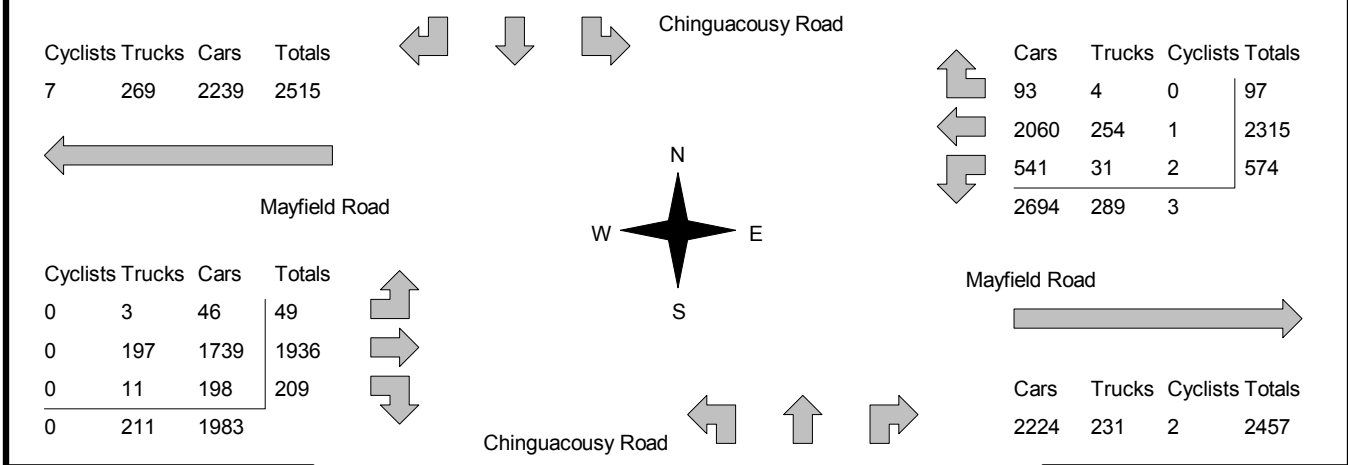 Chinguacousy Road
Cyclists Trucks Cars Totals
7 269 2239 2515
Cars Trucks Cyclists Totals
93 4 0 97
2060 254 1 2315
541 31 2 574
2694 289 3
N
W E
S
Mayfield Road
Cyclists Trucks Cars Totals
0 3 46 49
0 197 1739 1936
0 11 198 209
0 211 1983
Mayfield Road
Cars Trucks Cyclists Totals
2224 231 2 2457
Chinguacousy Road